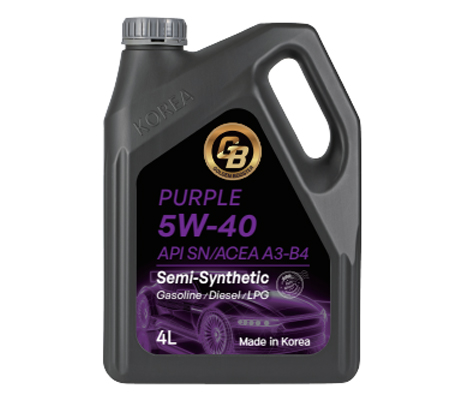 KOREA
GB
PURPLE
5W-40
API SN/ACEA A3-B4
Semi-Synthetic
Gasoline/Diesel/LPG
4L
Made in Korea